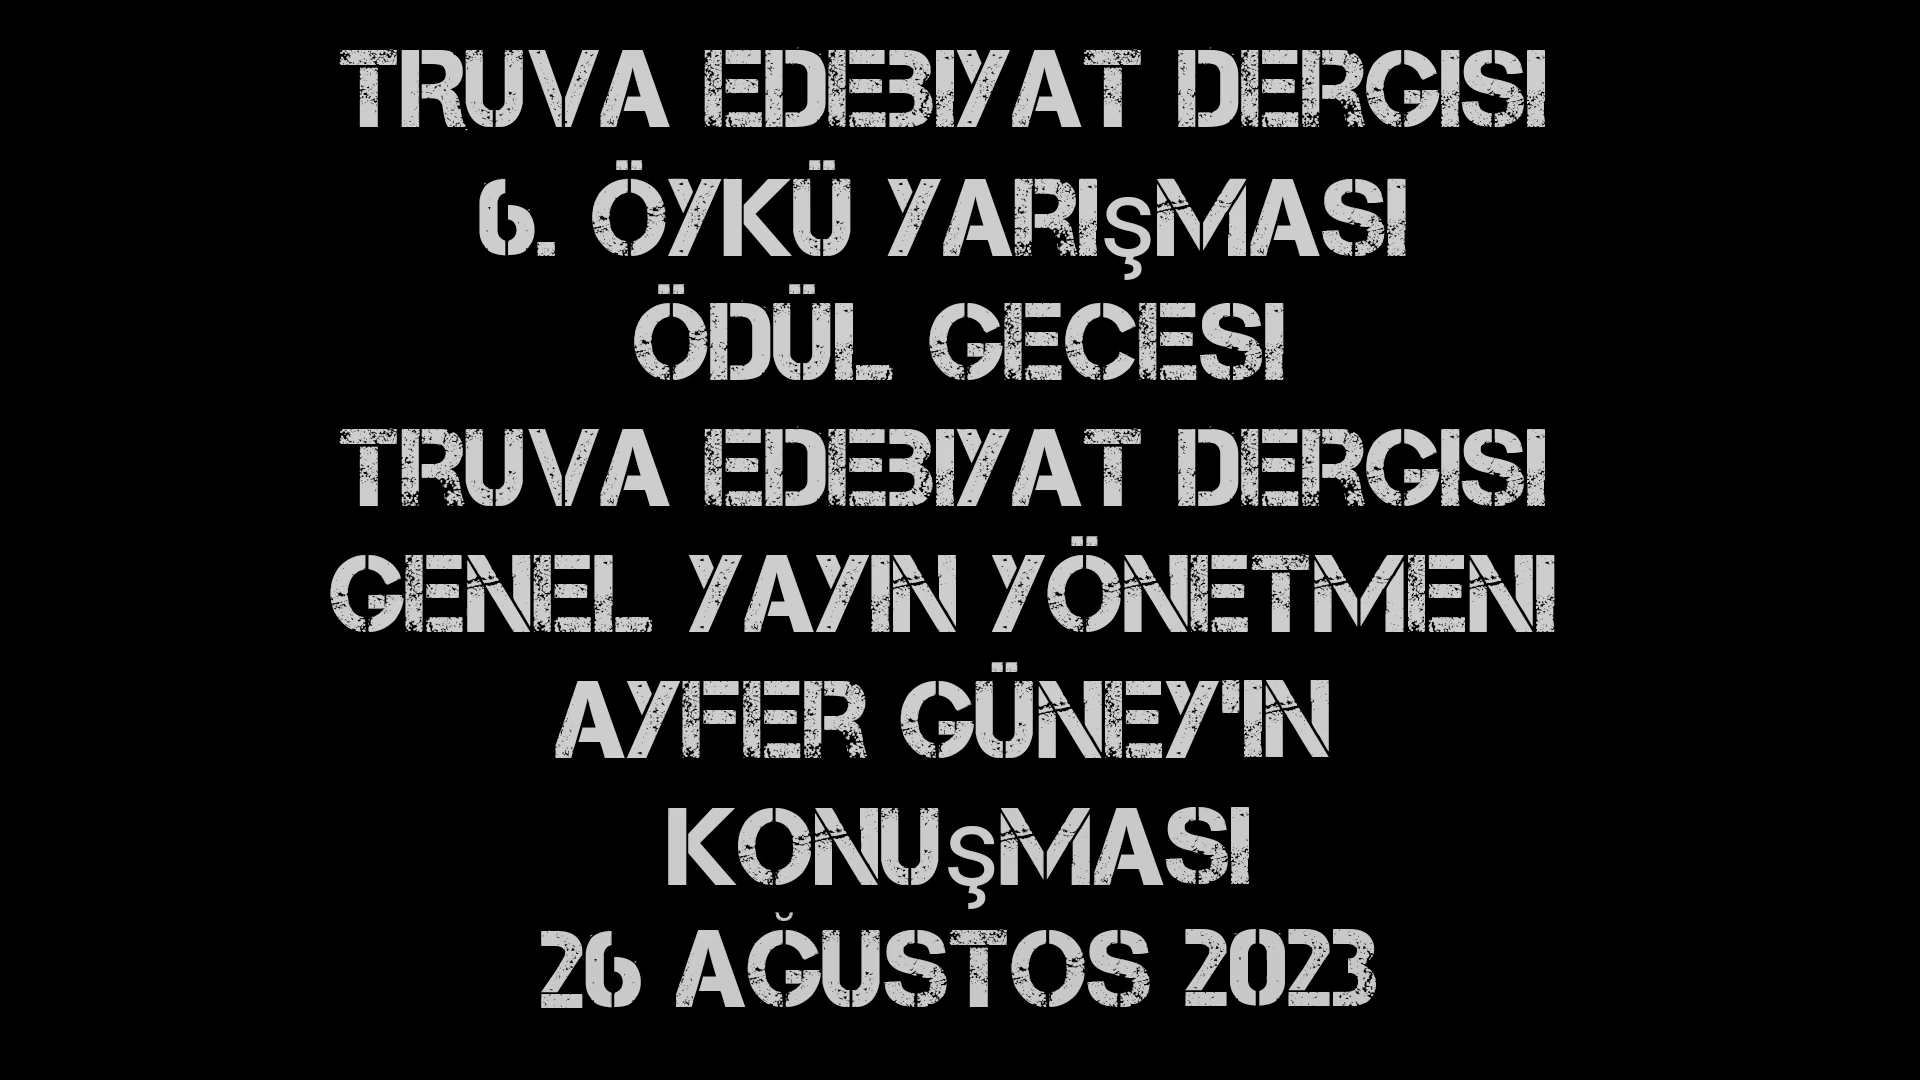 TRUVA EDEBIYAT DERGISI
6. ÖYKÜ YARIŞMASI
ÖDÜL GECESI
TRUVA EDEBIYAT DERGISI
GENEL YAYIN YÖNETMENI
AYFER GÜNEY'IN
KONUŞMASI
26 AĞUSTOS 2023